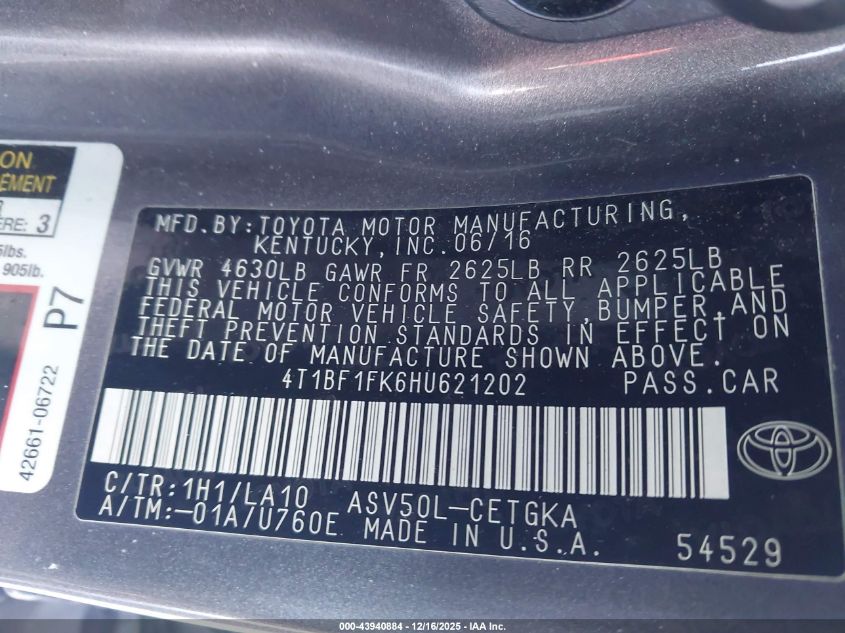 ON
EMENT
ERE: 3
lbs.
905lb.
P7
42661-06722
MFD.BY:TOYOTA MOTOR MANUFACTURING,
KENTUCKY,INC.06/16
GVWR 4630LB GAWR FR 2625LB RR 2625LB
THIS VEHICLE CONFORMS TO ALL APPLICABLE
FEDERAL MOTOR VEHICLE SAFETY,BUMPER,AND
THEFT PREVENTION STANDARDS IN EFFECT ON
THE DATE OF MANUFACTURE SHOWN ABOVE.
4T1BF1FK6HU621202 PASS.CAR
C/TR:1H1/LA10 ASV50L-CETGKA
A/TM:-01A/U760E MADE IN U.S.A. 54529
000-43940884 | 12/16/2025 - IAA Inc.